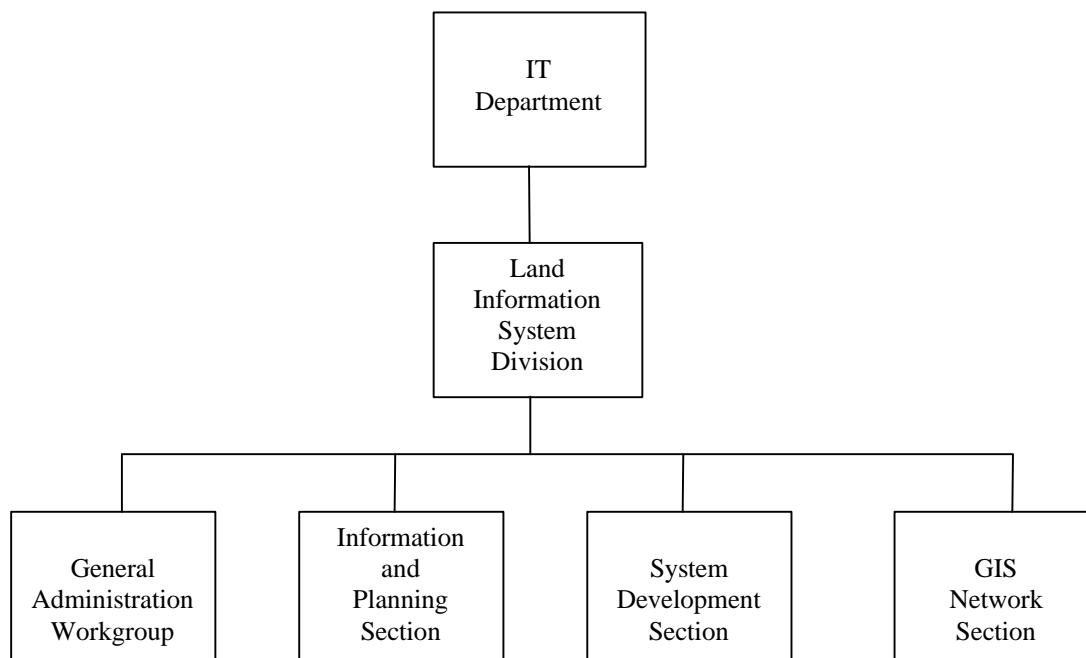 IT
Department
Land
Information
System
Division
General
Administration
Workgroup
Information
and
Planning
Section
System
Development
Section
GIS
Network
Section